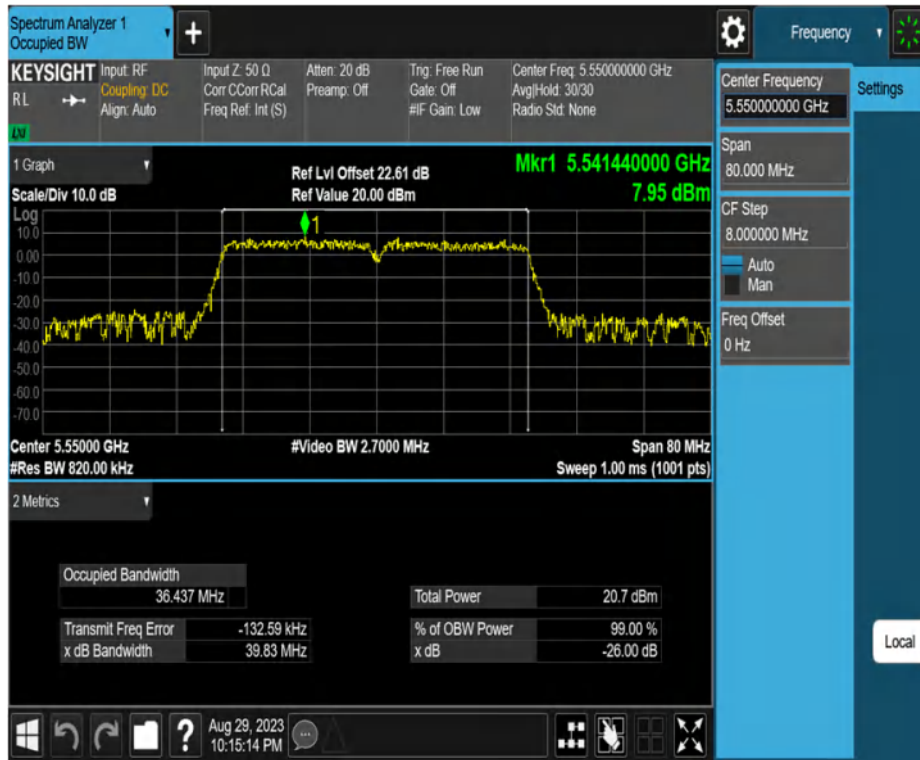 Spectrum Analyzer 1
Occupied BW
+
Frequency
KEYSIGHT
RL
LXI
Input: RF
Coupling: DC
Align: Auto
Input Z: 50 Ω
Corr CCorr RCal
Freq Ref: Int (S)
Atten: 20 dB
Preamp: Off
Trig: Free Run
Gate: Off
#IF Gain: Low
Center Freq: 5.550000000 GHz
Avg|Hold: 30/30
Radio Std: None
Center Frequency
5.550000000 GHz
Settings
Span
80.000 MHz
CF Step
8.000000 MHz
Auto
Man
Freq Offset
0 Hz
Local
1 Graph
Scale/Div 10.0 dB
Ref Lvl Offset 22.61 dB
Ref Value 20.00 dBm
Mkr1 5.541440000 GHz
7.95 dBm
Log
10.0
0.00
-10.0
-20.0
-30.0
-40.0
-50.0
-60.0
-70.0
1
Center 5.55000 GHz
#Video BW 2.7000 MHz
Span 80 MHz
#Res BW 820.00 kHz
Sweep 1.00 ms (1001 pts)
2 Metrics
Occupied Bandwidth
36.437 MHz
Total Power 20.7 dBm
Transmit Freq Error -132.59 kHz
% of OBW Power 99.00 %
x dB Bandwidth 39.83 MHz
x dB -26.00 dB
?
Aug 29, 2023
10:15:14 PM